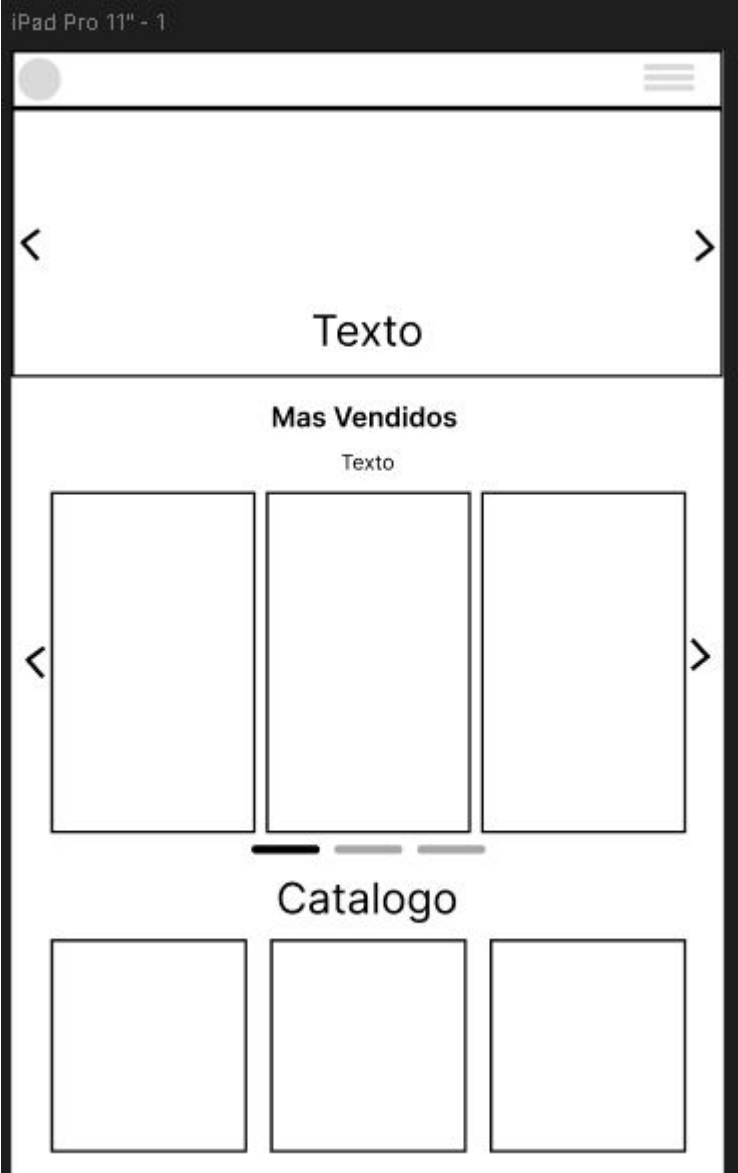 iPad Pro 11" - 1
Texto
Mas Vendidos
Texto
Catalogo